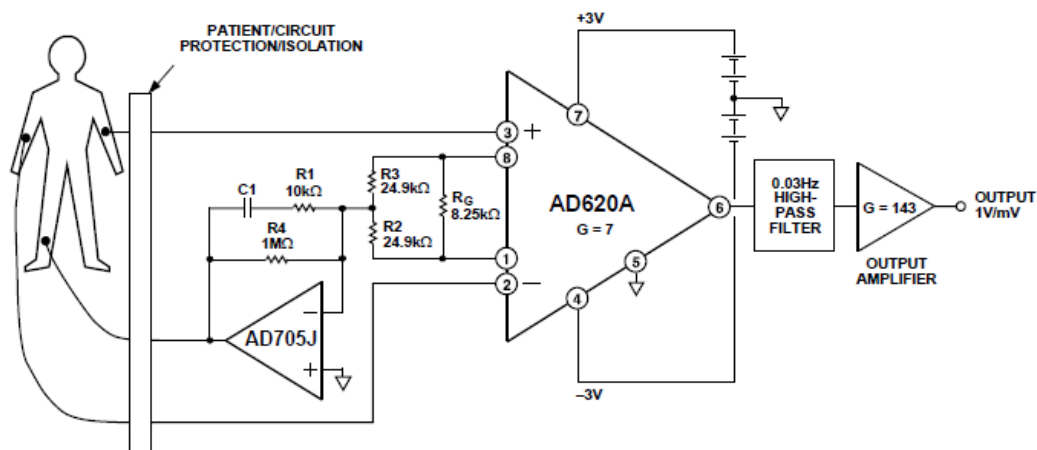 PATIENT/CIRCUIT
PROTECTION/ISOLATION
+3V
7
3
+
8
R3
24.9kΩ
R1
10kΩ
C1
RG
8.25kΩ
R4
1MΩ
R2
24.9kΩ
AD620A
G = 7
6
0.03Hz
HIGH-
PASS
FILTER
G = 143
OUTPUT
1V/mV
OUTPUT
AMPLIFIER
1
2
–
5
4
AD705J
–
+
–3V